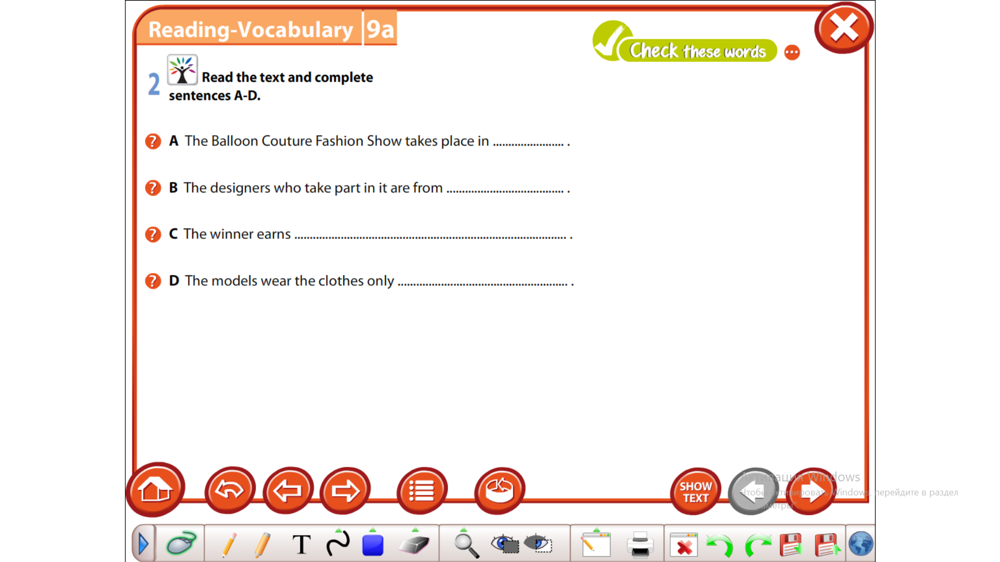 Reading-Vocabulary 9a
Check these words
2 Read the text and complete
sentences A-D.
? A The Balloon Couture Fashion Show takes place in ....................... .
? B The designers who take part in it are from ...................................... .
? C The winner earns ........................................................................................ .
? D The models wear the clothes only ....................................................... .
SHOW
TEXT
Активация Windows
Чтобы активировать Windows, перейдите в раздел
"Параметры".
T